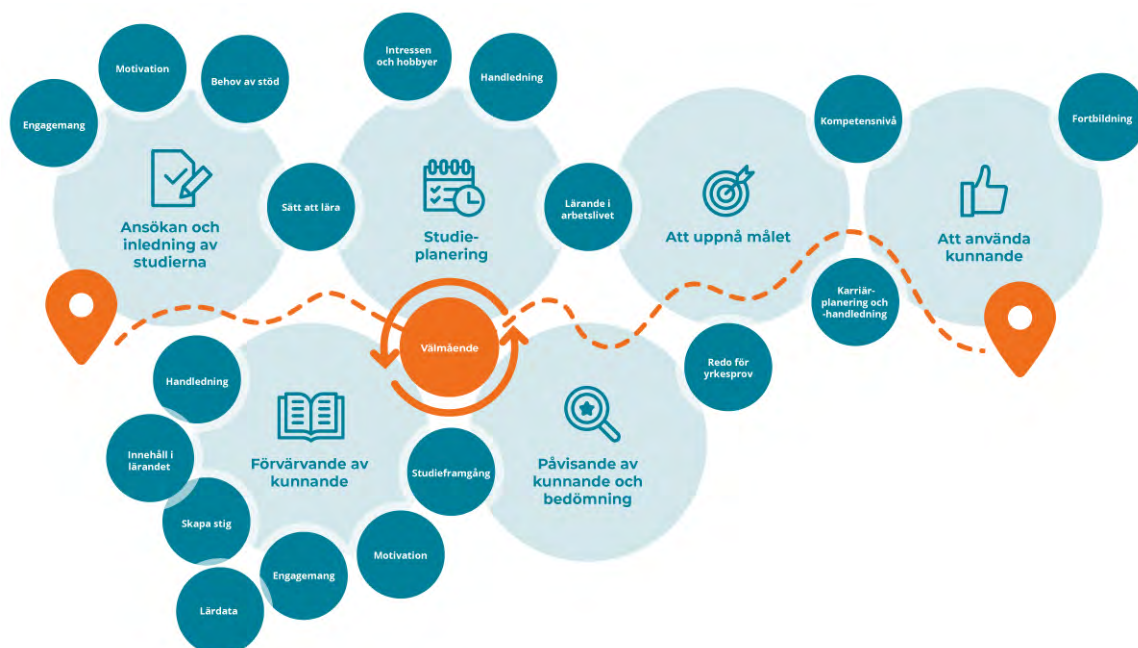 Engagemang
Motivation
Behov av stöd
Ansökan och
inledning av
studierna
Sätt att lära
Intressen
och hobbyer
Handledning
Studie-
planering
Lärande i
arbetslivet
Att uppnå målet
Kompetensnivå
Karriär-
planering och
-handledning
Att använda
kunnande
Fortbildning
Välmående
Handledning
Innehåll i
lärandet
Skapa stig
Lärdata
Engagemang
Motivation
Studieframgång
Förvärvande av
kunnande
Påvisande av
kunnande och
bedömning
Redo för
yrkesprov